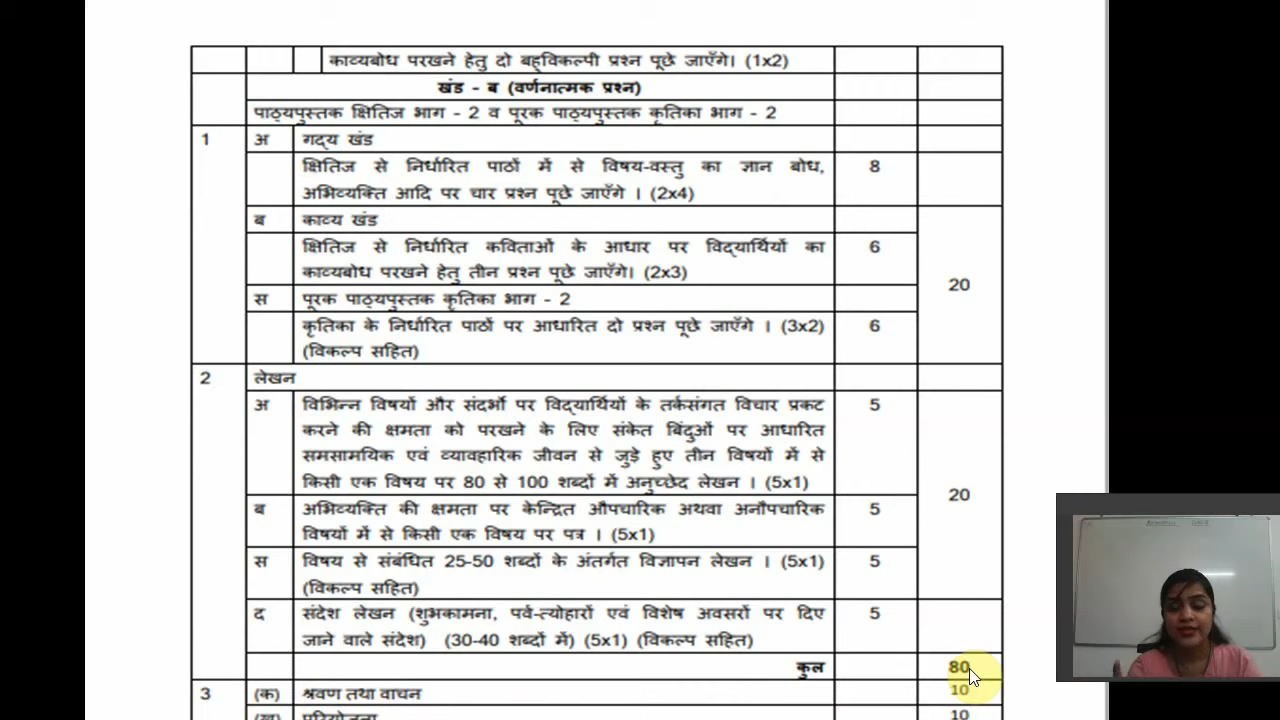 काव्यबोध परखने हेतु दो बहुविकल्पी प्रश्न पूछे जाएँगे। (1x2)
खंड - ब (वर्णनात्मक प्रश्न)
पाठ्यपुस्तक क्षितिज भाग - 2 व पूरक पाठ्यपुस्तक कृतिका भाग - 2
1 अ गद्य खंड
क्षितिज से निर्धारित पाठों में से विषय-वस्तु का ज्ञान बोध, 8
अभिव्यक्ति आदि पर चार प्रश्न पूछे जाएँगे । (2x4)
ब काव्य खंड
क्षितिज से निर्धारित कविताओं के आधार पर विद्यार्थियों का 6
काव्यबोध परखने हेतु तीन प्रश्न पूछे जाएँगे। (2x3)
20
स पूरक पाठ्यपुस्तक कृतिका भाग - 2
कृतिका के निर्धारित पाठों पर आधारित दो प्रश्न पूछे जाएँगे । (3x2) 6
(विकल्प सहित)
2 लेखन
अ विभिन्न विषयों और संदर्भो पर विद्यार्थियों के तर्कसंगत विचार प्रकट 5
करने की क्षमता को परखने के लिए संकेत बिंदुओं पर आधारित
समसामयिक एवं व्यावहारिक जीवन से जुड़े हुए तीन विषयों में से
किसी एक विषय पर 80 से 100 शब्दों में अनुच्छेद लेखन । (5x1)
20
ब अभिव्यक्ति की क्षमता पर केन्द्रित औपचारिक अथवा अनौपचारिक 5
विषयों में से किसी एक विषय पर पत्र । (5x1)
स विषय से संबंधित 25-50 शब्दों के अंतर्गत विज्ञापन लेखन । (5x1) 5
(विकल्प सहित)
द संदेश लेखन (शुभकामना, पर्व-त्योहारों एवं विशेष अवसरों पर दिए 5
जाने वाले संदेश) (30-40 शब्दों में) (5x1) (विकल्प सहित)
कुल 80
3 (क) श्रवण तथा वाचन 10
(ख) परियोजना 10